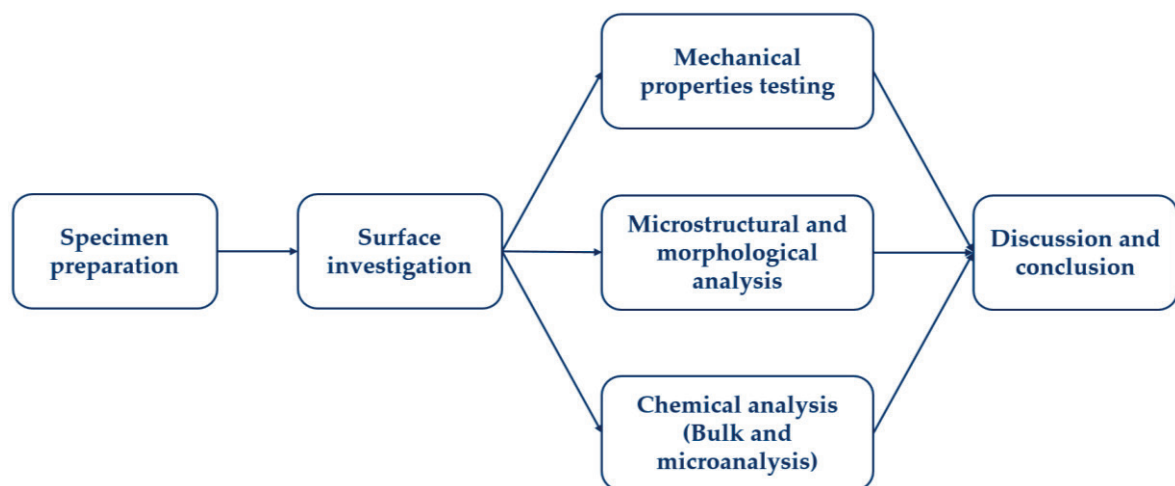 Specimen
preparation
Surface
investigation
Mechanical
properties testing
Microstructural and
morphological
analysis
Chemical analysis
(Bulk and
microanalysis)
Discussion and
conclusion